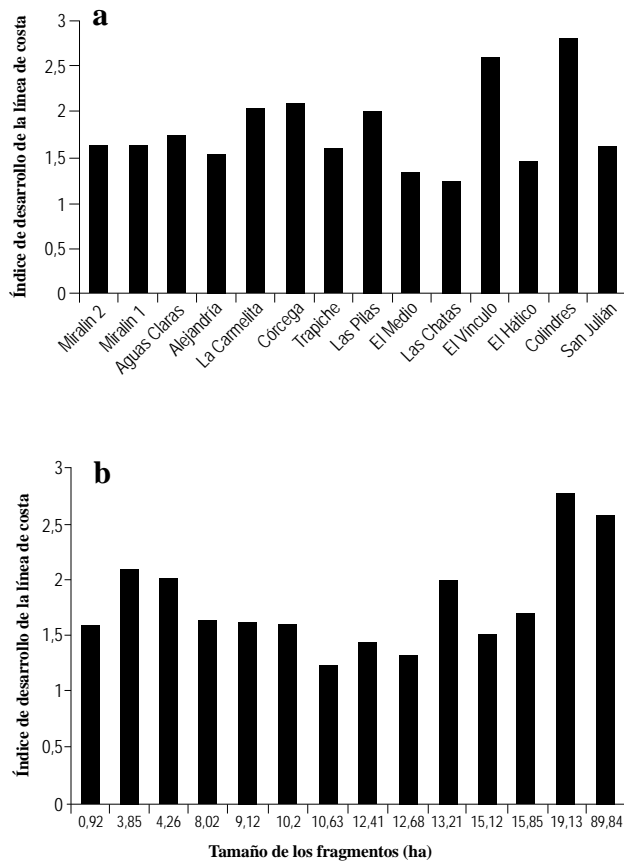 a
Índice de desarrollo de la línea de costa
3
2,5
2
1,5
1
0,5
0
Miralin 2
Miralin 1
Aguas Claras
Alejandría
La Carmelita
Córcega
Trapiche
Las Pilas
El Medio
Las Chatas
El Vínculo
El Hático
Colindres
San Julián
b
Índice de desarrollo de la línea de costa
3
2,5
2
1,5
1
0,5
0
0,92 3,85 4,26 8,02 9,12 10,2 10,63 12,41 12,68 13,21 15,12 15,85 19,13 89,84
Tamaño de los fragmentos (ha)